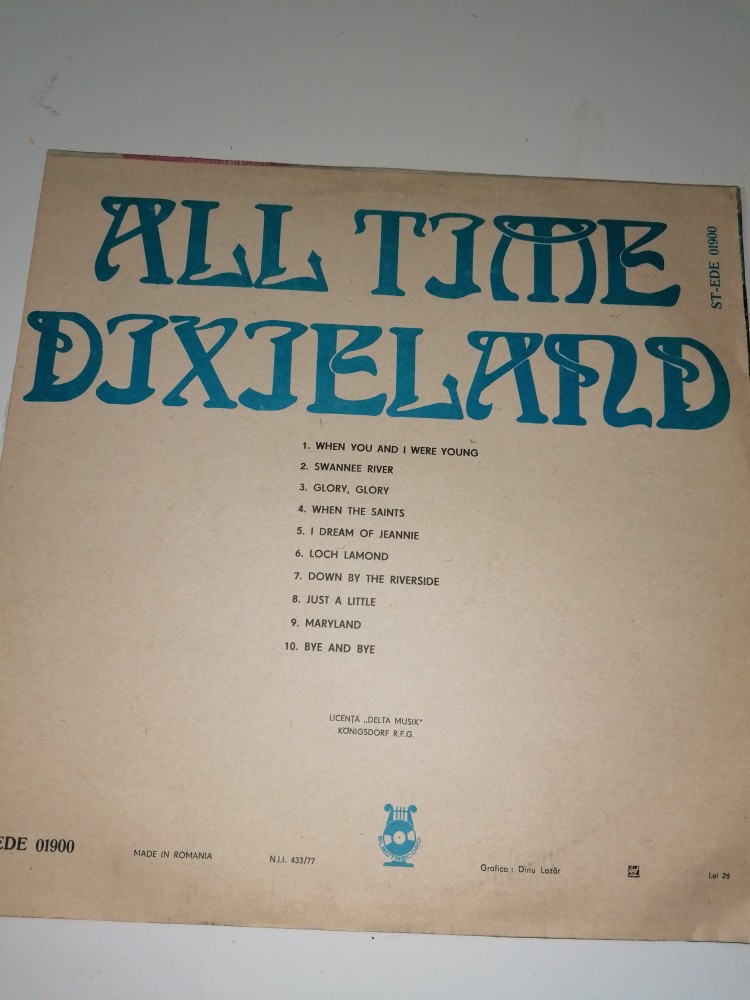 ALL TIME
DIXIELAND
ST-EDE 01900
1. WHEN YOU AND I WERE YOUNG
2. SWANNEE RIVER
3. GLORY, GLORY
4. WHEN THE SAINTS
5. I DREAM OF JEANNIE
6. LOCH LAMOND
7. DOWN BY THE RIVERSIDE
8. JUST A LITTLE
9. MARYLAND
10. BYE AND BYE
LICENȚA „DELTA MUSIK"
KÖNIGSDORF R.F.G.
EDE 01900
MADE IN ROMANIA
N.I.I. 433/77
ELECTRECORD
Grafica : Dinu Lazăr
Lei 26